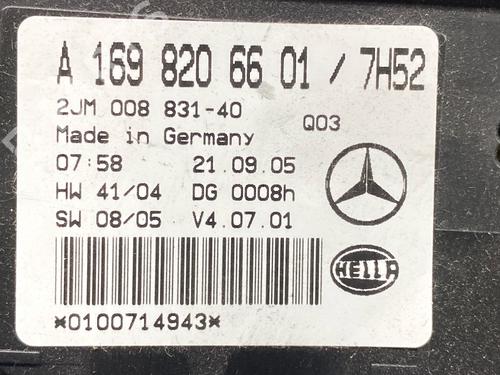 A 169 820 66 01 / 7H52
2JM 008 831-40 Q03
Made in Germany
07:58 21.09.05
HW 41/04 DG 0008h
SW 08/05 V4.07.01
HELLA
*0100714943*